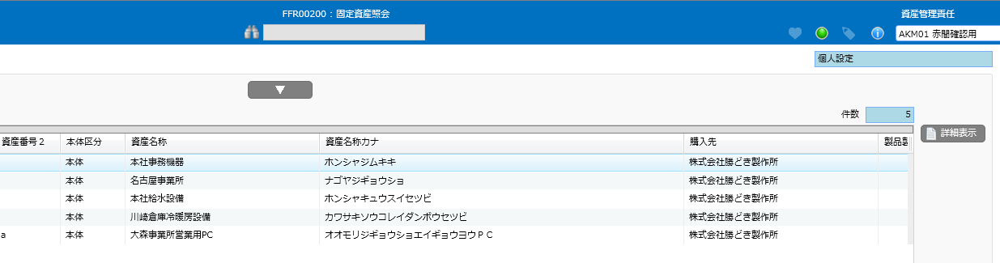 FFR00200：固定資産照会
資産管理責任
AKM01 赤間確認用
個人設定
▼
件数 5
詳細表示
資産番号２ 本体区分 資産名称 資産名称カナ 購入先 製品製
本体 本社事務機器 ホンシャジムキキ 株式会社勝どき製作所
本体 名古屋事業所 ナゴヤジギョウショ 株式会社勝どき製作所
本体 本社給水設備 ホンシャキュウスイセツビ 株式会社勝どき製作所
本体 川崎倉庫冷暖房設備 カワサキソウコレイダンボウセツビ 株式会社勝どき製作所
a 本体 大森事業所営業用PC オオモリジギョウショエイギョウヨウＰＣ 株式会社勝どき製作所